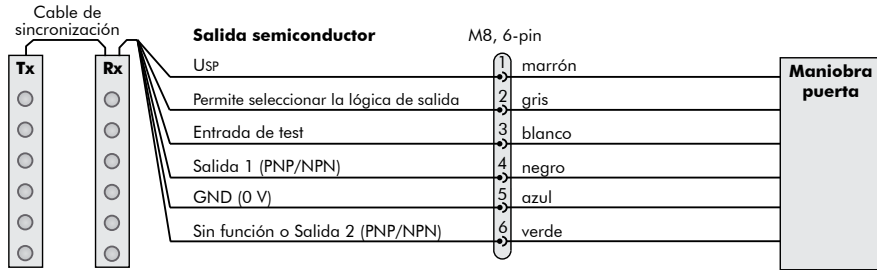 Cable de
sincronización
Salida semiconductor M8, 6-pin
Tx Rx
USP 1 marrón
Permite seleccionar la lógica de salida 2 gris
Entrada de test 3 blanco
Salida 1 (PNP/NPN) 4 negro
GND (0 V) 5 azul
Sin función o Salida 2 (PNP/NPN) 6 verde
Maniobra
puerta